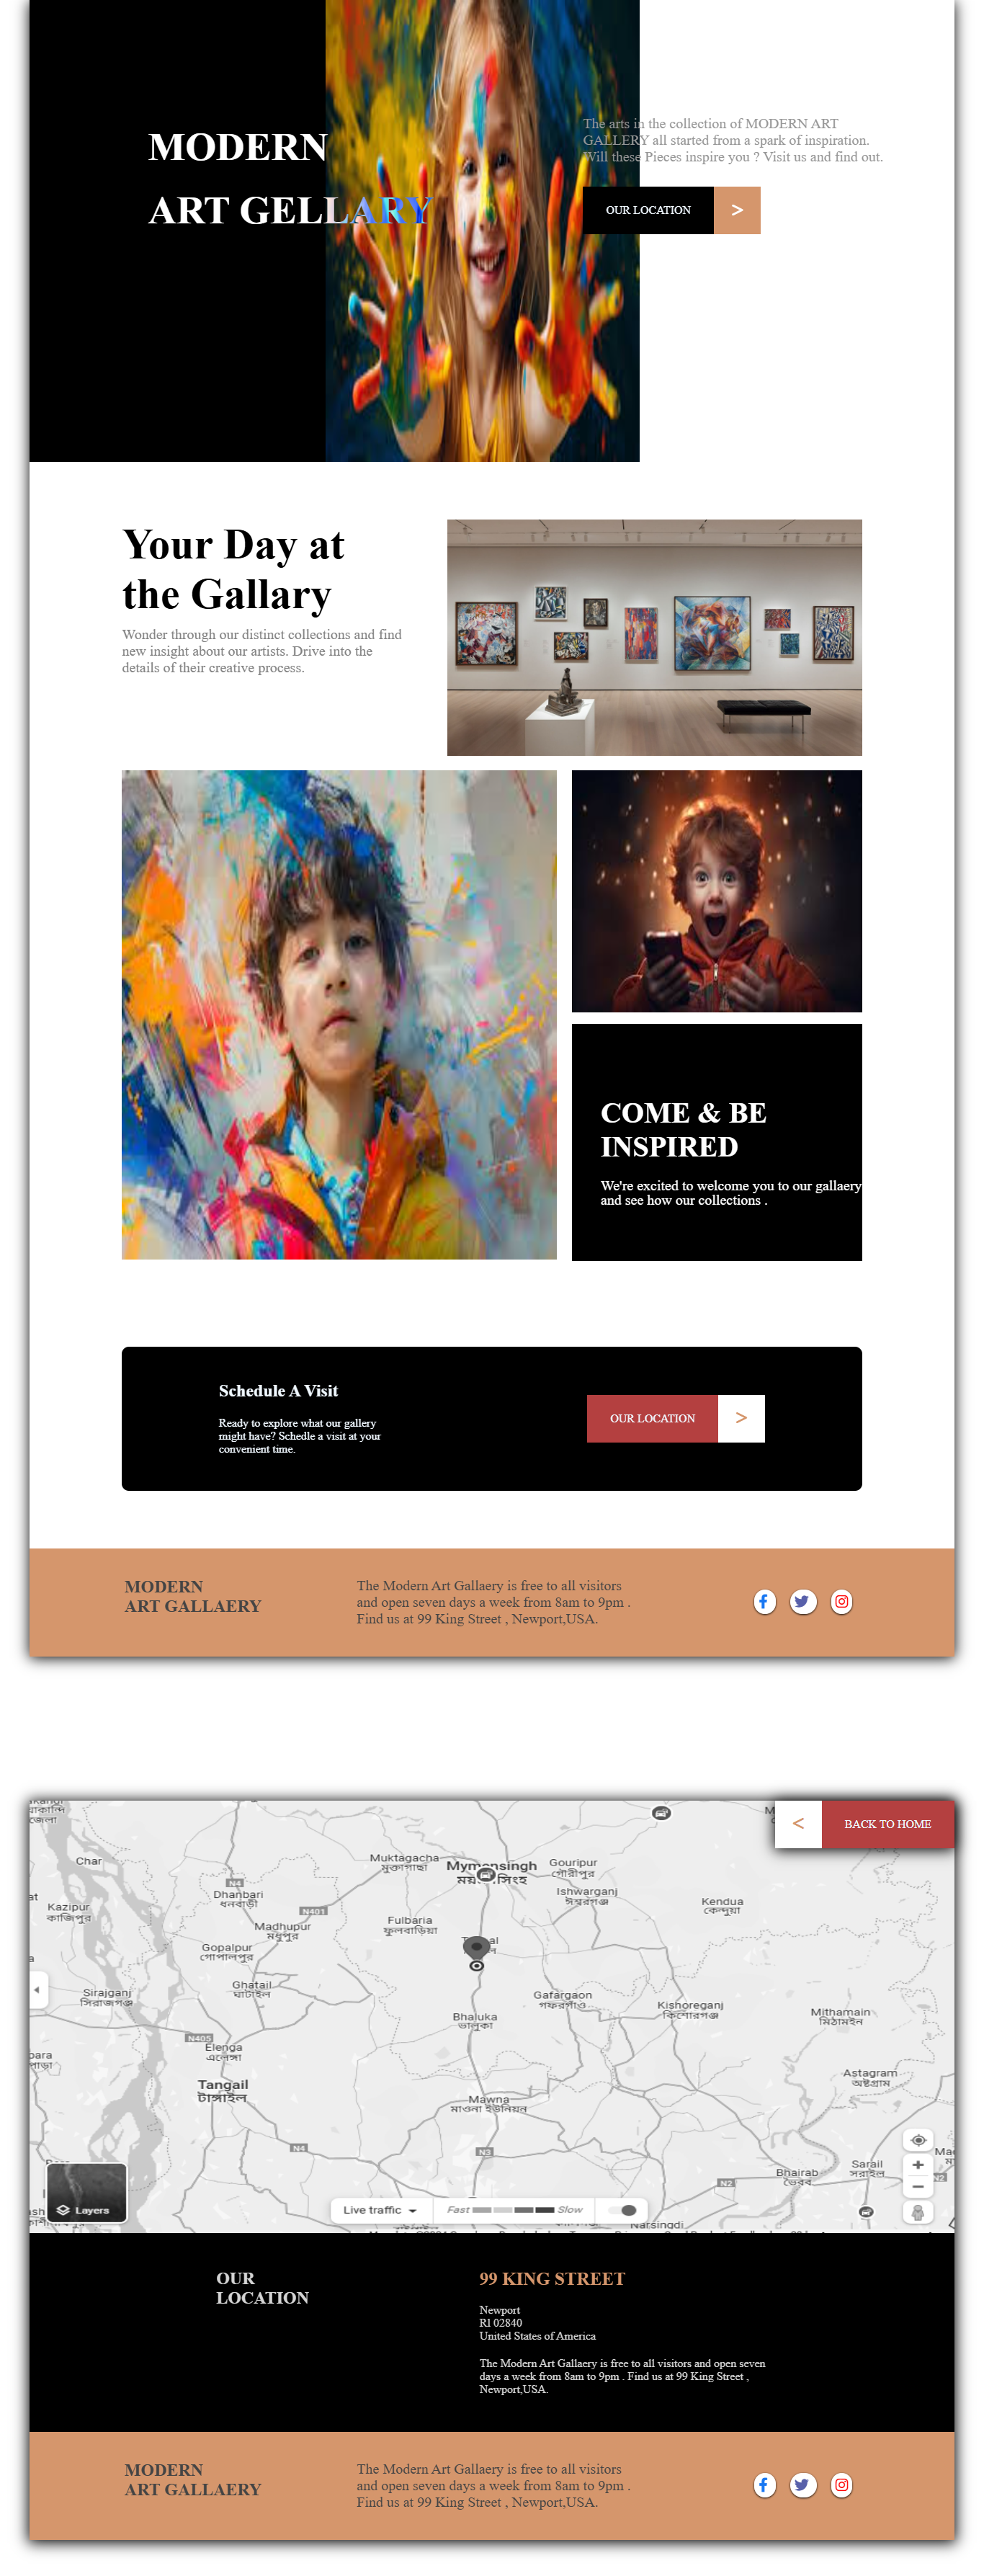 MODERN
ART GELLARY
The arts in the collection of MODERN ART
GALLERY all started from a spark of inspiration.
Will these Pieces inspire you ? Visit us and find out.
OUR LOCATION
>
Your Day at
the Gallary
Wonder through our distinct collections and find
new insight about our artists. Drive into the
details of their creative process.
COME & BE
INSPIRED
We're excited to welcome you to our gallaery
and see how our collections .
Schedule A Visit
Ready to explore what our gallery
might have? Schedle a visit at your
convenient time.
OUR LOCATION
>
MODERN
ART GALLAERY
The Modern Art Gallaery is free to all visitors
and open seven days a week from 8am to 9pm .
Find us at 99 King Street , Newport,USA.
<
BACK TO HOME
Char
Muktagacha
মুক্তাগাছা
Mymensingh
Gouripur
গৌরীপুর
N4
Dhanbari
ধনবাড়ী
Ishwarganj
ঈশ্বরগঞ্জ
Kendua
কেন্দুয়া
Kazipur
কাজিপুর
N401
Madhupur
মধুপুর
Fulbaria
ফুলবাড়িয়া
Gopalpur
গোপালপুর
Ghatail
ঘাটাইল
Sirajganj
সিরাজগঞ্জ
Gafargaon
গফরগাঁও
Kishoreganj
কিশোরগঞ্জ
Mithamain
মিঠামইন
Bhaluka
ভালুকা
N405
Elenga
এলেঙ্গা
Tangail
টাঙ্গাইল
Astagram
অষ্টগ্রাম
Mawna
মাওনা ইউনিয়ন
N4
N3
Bhairab
ভৈরব
Sarail
সরাইল
N2
N2
Layers
Live traffic
Fast
Slow
Narsingdi
OUR
LOCATION
99 KING STREET
Newport
Rl 02840
United States of America
The Modern Art Gallaery is free to all visitors and open seven
days a week from 8am to 9pm . Find us at 99 King Street ,
Newport,USA.
MODERN
ART GALLAERY
The Modern Art Gallaery is free to all visitors
and open seven days a week from 8am to 9pm .
Find us at 99 King Street , Newport,USA.